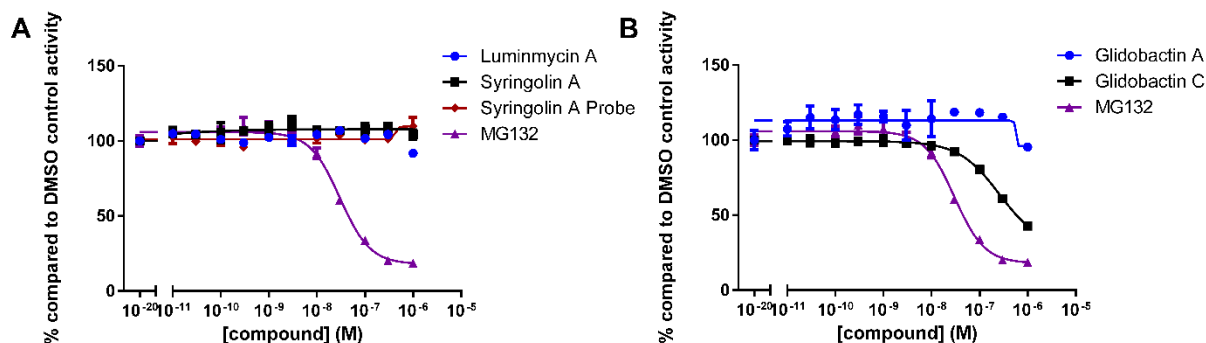 A
% compared to DMSO control activity
150
100
50
0
10-20
10-11
10-10
10-9
10-8
10-7
10-6
10-5
[compound] (M)
Luminmycin A
Syringolin A
Syringolin A Probe
MG132
B
% compared to DMSO control activity
150
100
50
0
10-20
10-11
10-10
10-9
10-8
10-7
10-6
10-5
[compound] (M)
Glidobactin A
Glidobactin C
MG132